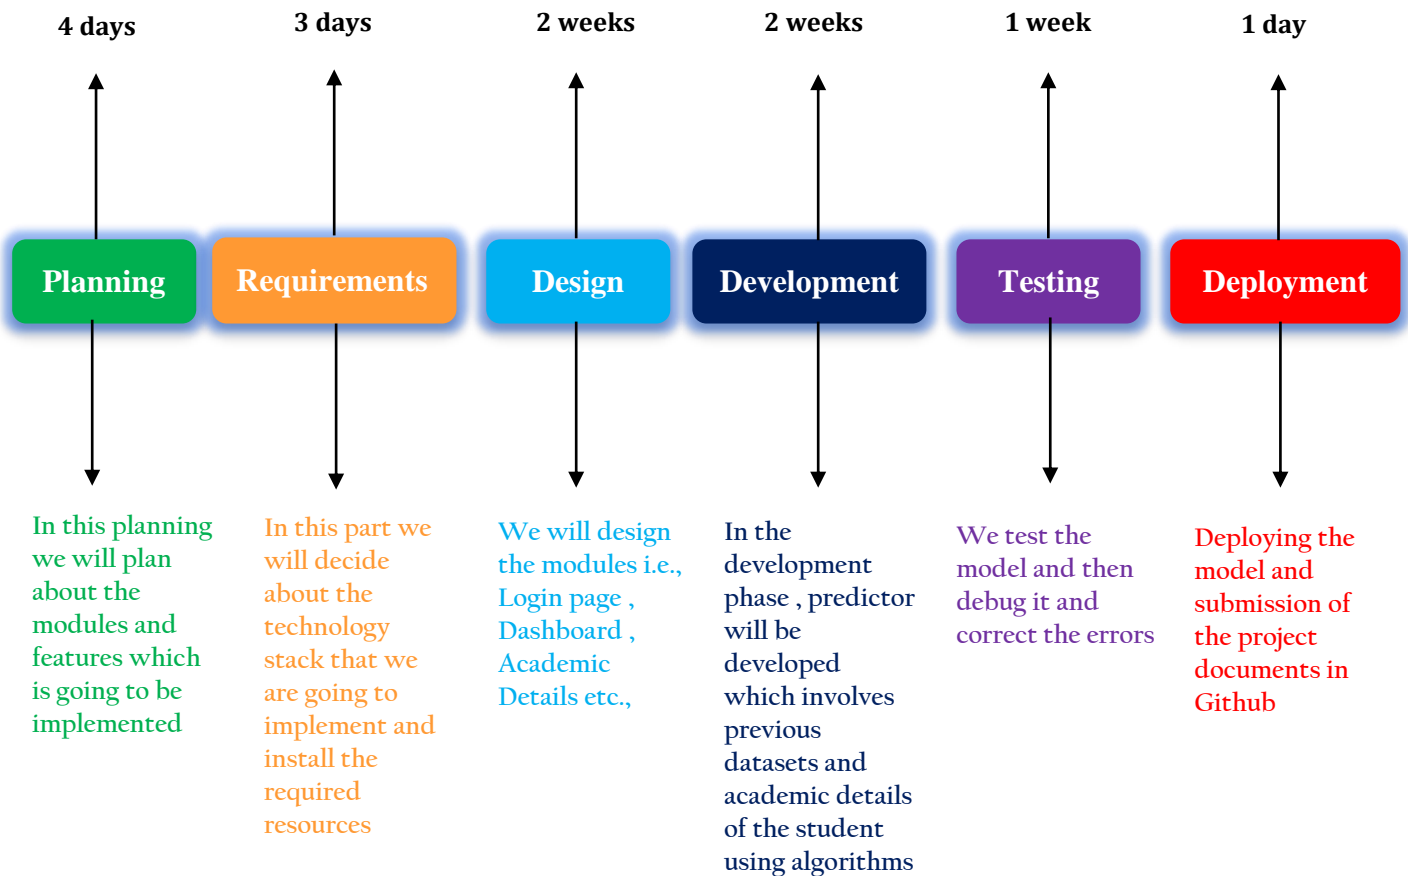 4 days
3 days
2 weeks
2 weeks
1 week
1 day
Planning
Requirements
Design
Development
Testing
Deployment
In this planning
we will plan
about the
modules and
features which
is going to be
implemented
In this part we
will decide
about the
technology
stack that we
are going to
implement and
install the
required
resources
We will design
the modules i.e.,
Login page ,
Dashboard ,
Academic
Details etc.,
In the
development
phase , predictor
will be
developed
which involves
previous
datasets and
academic details
of the student
using algorithms
We test the
model and then
debug it and
correct the errors
Deploying the
model and
submission of
the project
documents in
Github